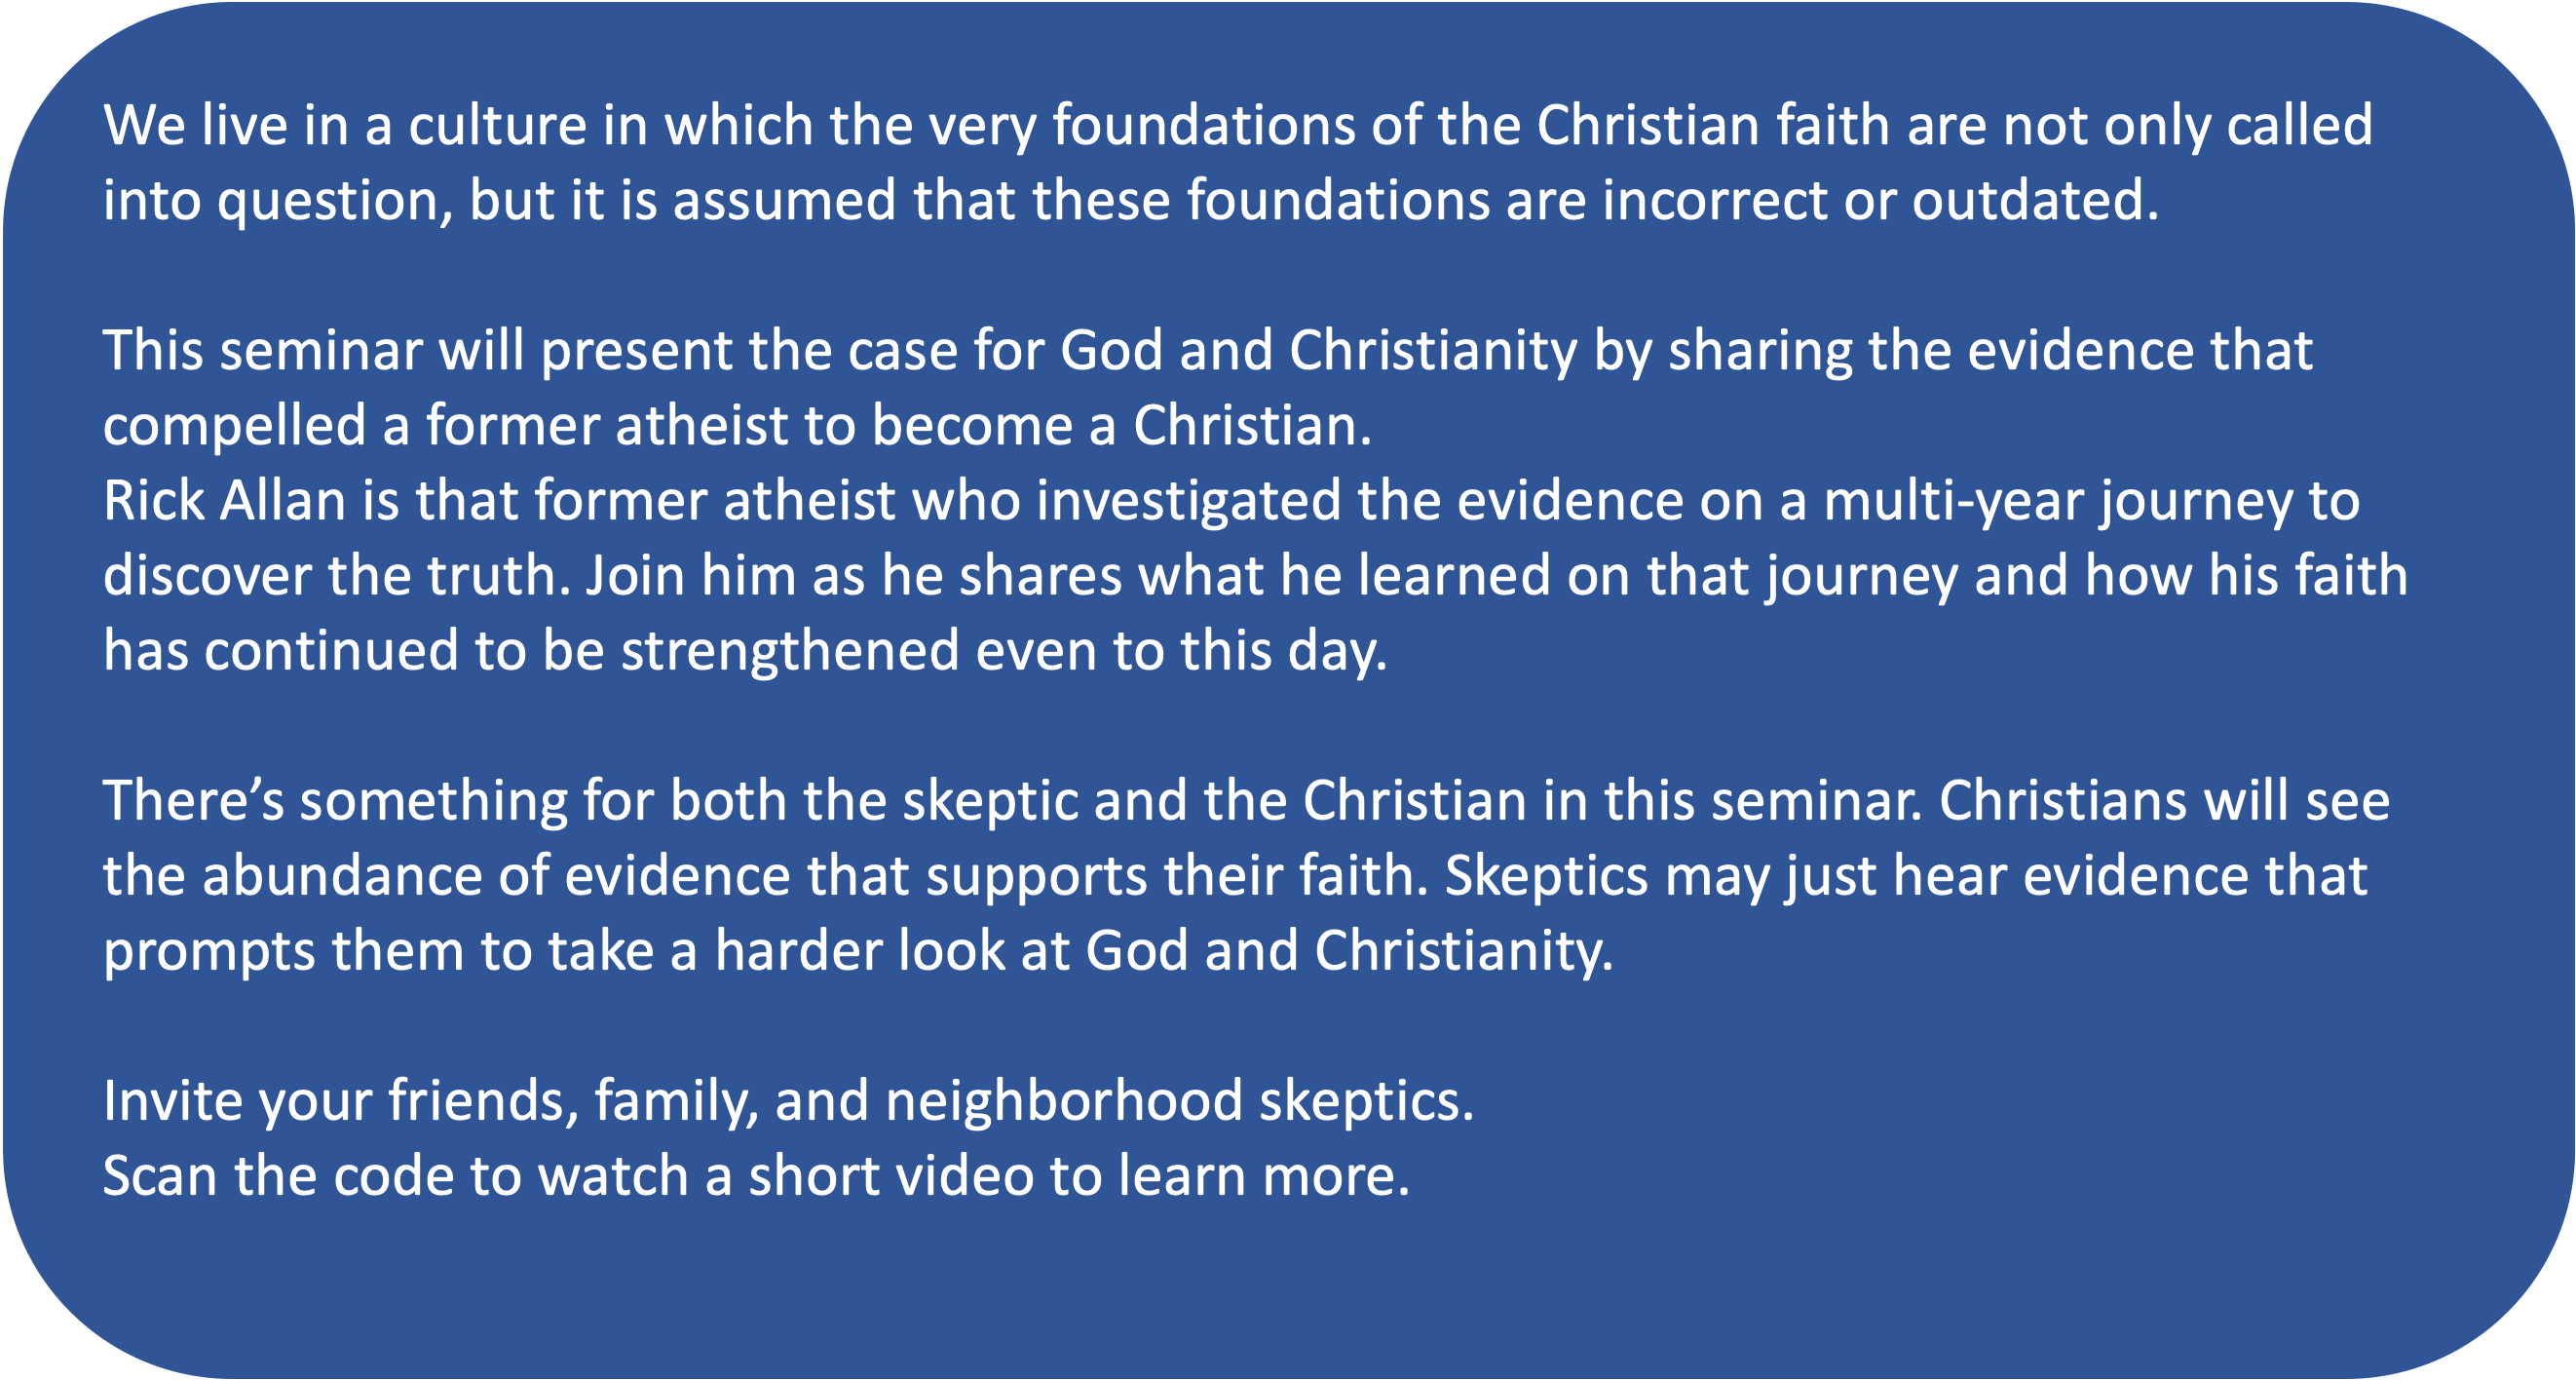 We live in a culture in which the very foundations of the Christian faith are not only called
into question, but it is assumed that these foundations are incorrect or outdated.
This seminar will present the case for God and Christianity by sharing the evidence that
compelled a former atheist to become a Christian.
Rick Allan is that former atheist who investigated the evidence on a multi-year journey to
discover the truth. Join him as he shares what he learned on that journey and how his faith
has continued to be strengthened even to this day.
There’s something for both the skeptic and the Christian in this seminar. Christians will see
the abundance of evidence that supports their faith. Skeptics may just hear evidence that
prompts them to take a harder look at God and Christianity.
Invite your friends, family, and neighborhood skeptics.
Scan the code to watch a short video to learn more.